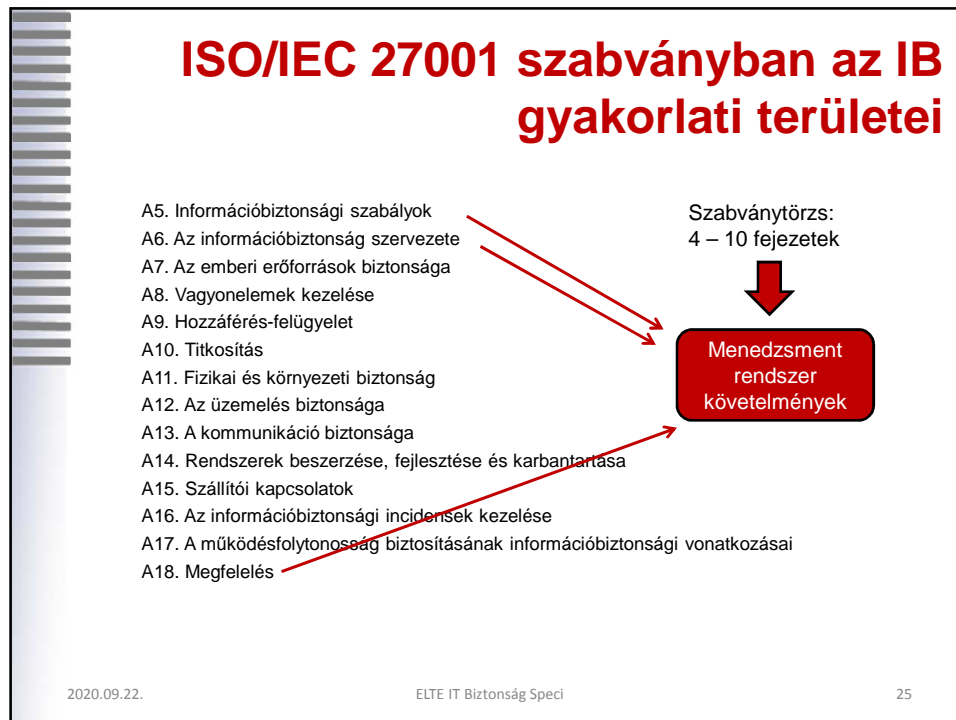 ISO/IEC 27001 szabványban az IB
gyakorlati területei
A5. Információbiztonsági szabályok
A6. Az információbiztonság szervezete
A7. Az emberi erőforrások biztonsága
A8. Vagyonelemek kezelése
A9. Hozzáférés-felügyelet
A10. Titkosítás
A11. Fizikai és környezeti biztonság
A12. Az üzemelés biztonsága
A13. A kommunikáció biztonsága
A14. Rendszerek beszerzése, fejlesztése és karbantartása
A15. Szállítói kapcsolatok
A16. Az információbiztonsági incidensek kezelése
A17. A működésfolytonosság biztosításának információbiztonsági vonatkozásai
A18. Megfelelés
Szabványtörzs:
4 – 10 fejezetek
Menedzsment
rendszer
követelmények
2020.09.22.
ELTE IT Biztonság Speci
25